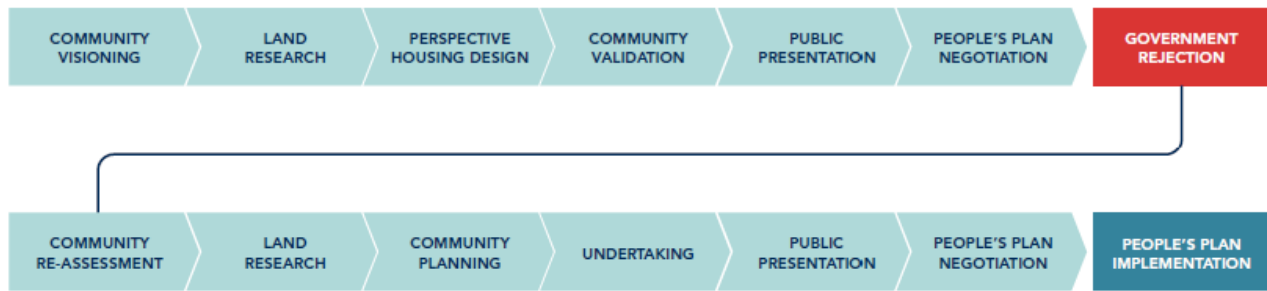 COMMUNITY
VISIONING
LAND
RESEARCH
PERSPECTIVE
HOUSING DESIGN
COMMUNITY
VALIDATION
PUBLIC
PRESENTATION
PEOPLE'S PLAN
NEGOTIATION
GOVERNMENT
REJECTION
COMMUNITY
RE-ASSESSMENT
LAND
RESEARCH
COMMUNITY
PLANNING
UNDERTAKING
PUBLIC
PRESENTATION
PEOPLE'S PLAN
NEGOTIATION
PEOPLE'S PLAN
IMPLEMENTATION